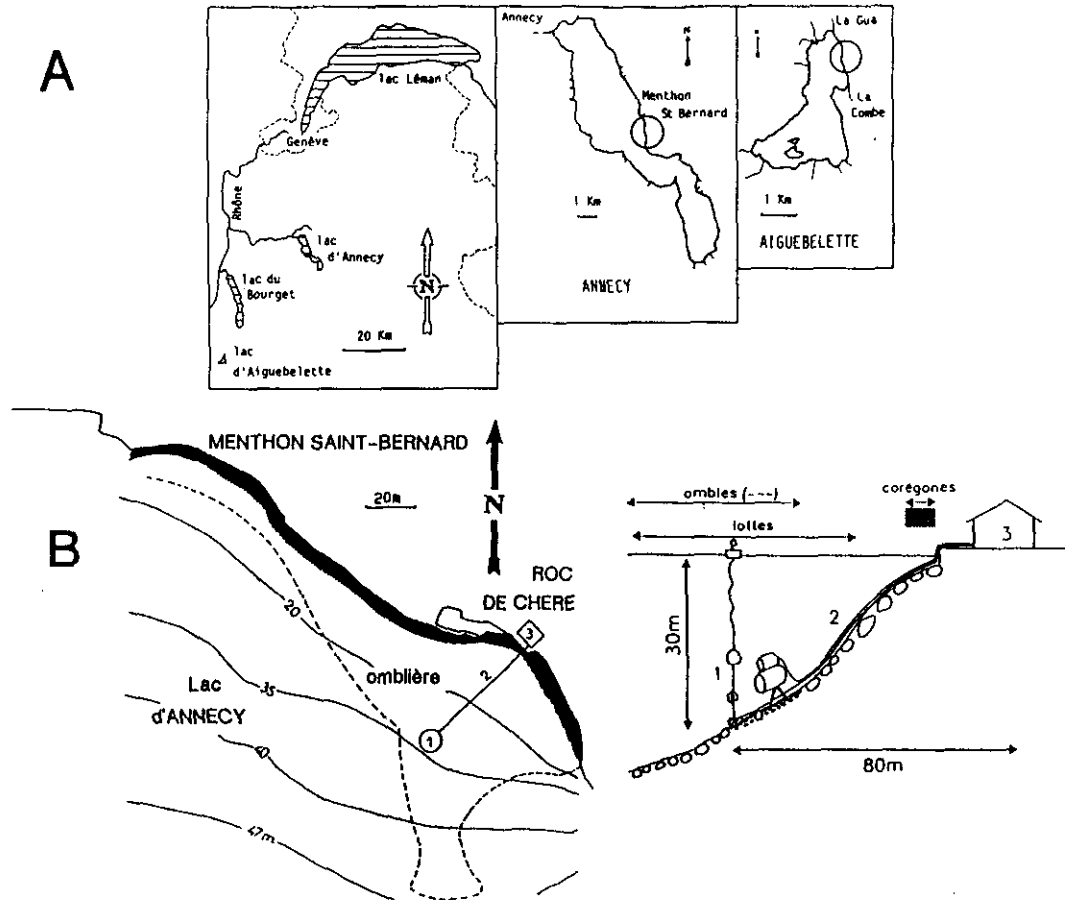 A
lac Léman
Genève
Rhône
lac
d'Annecy
lac du
Bourget
lac
d'Aiguebelette
N
20 Km
Annecy
N
Menthon
St Bernard
1 Km
ANNECY
La Gua
La
Combe
1 Km
AIGUEBELETTE
B
MENTHON SAINT-BERNARD
20m
N
ROC
DE CHERE
3
20
2
omblière
35
Lac
d'ANNECY
1
47m
ombles (---)
corégones
lottes
3
30m
2
1
80m